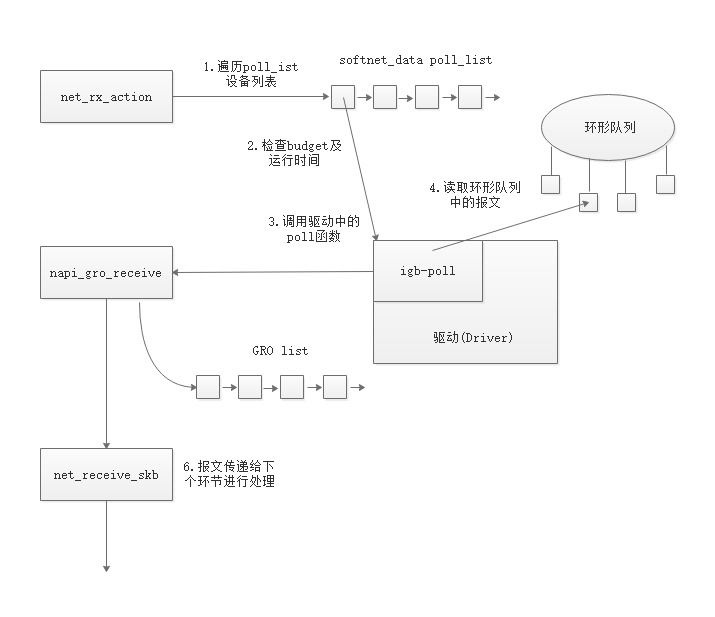 1.遍历poll_ist
设备列表
softnet_data poll_list
net_rx_action
环形队列
2.检查budget及
运行时间
4.读取环形队列
中的报文
3.调用驱动中的
poll函数
napi_gro_receive
igb-poll
驱动(Driver)
GRO list
net_receive_skb
6.报文传递给下
个环节进行处理